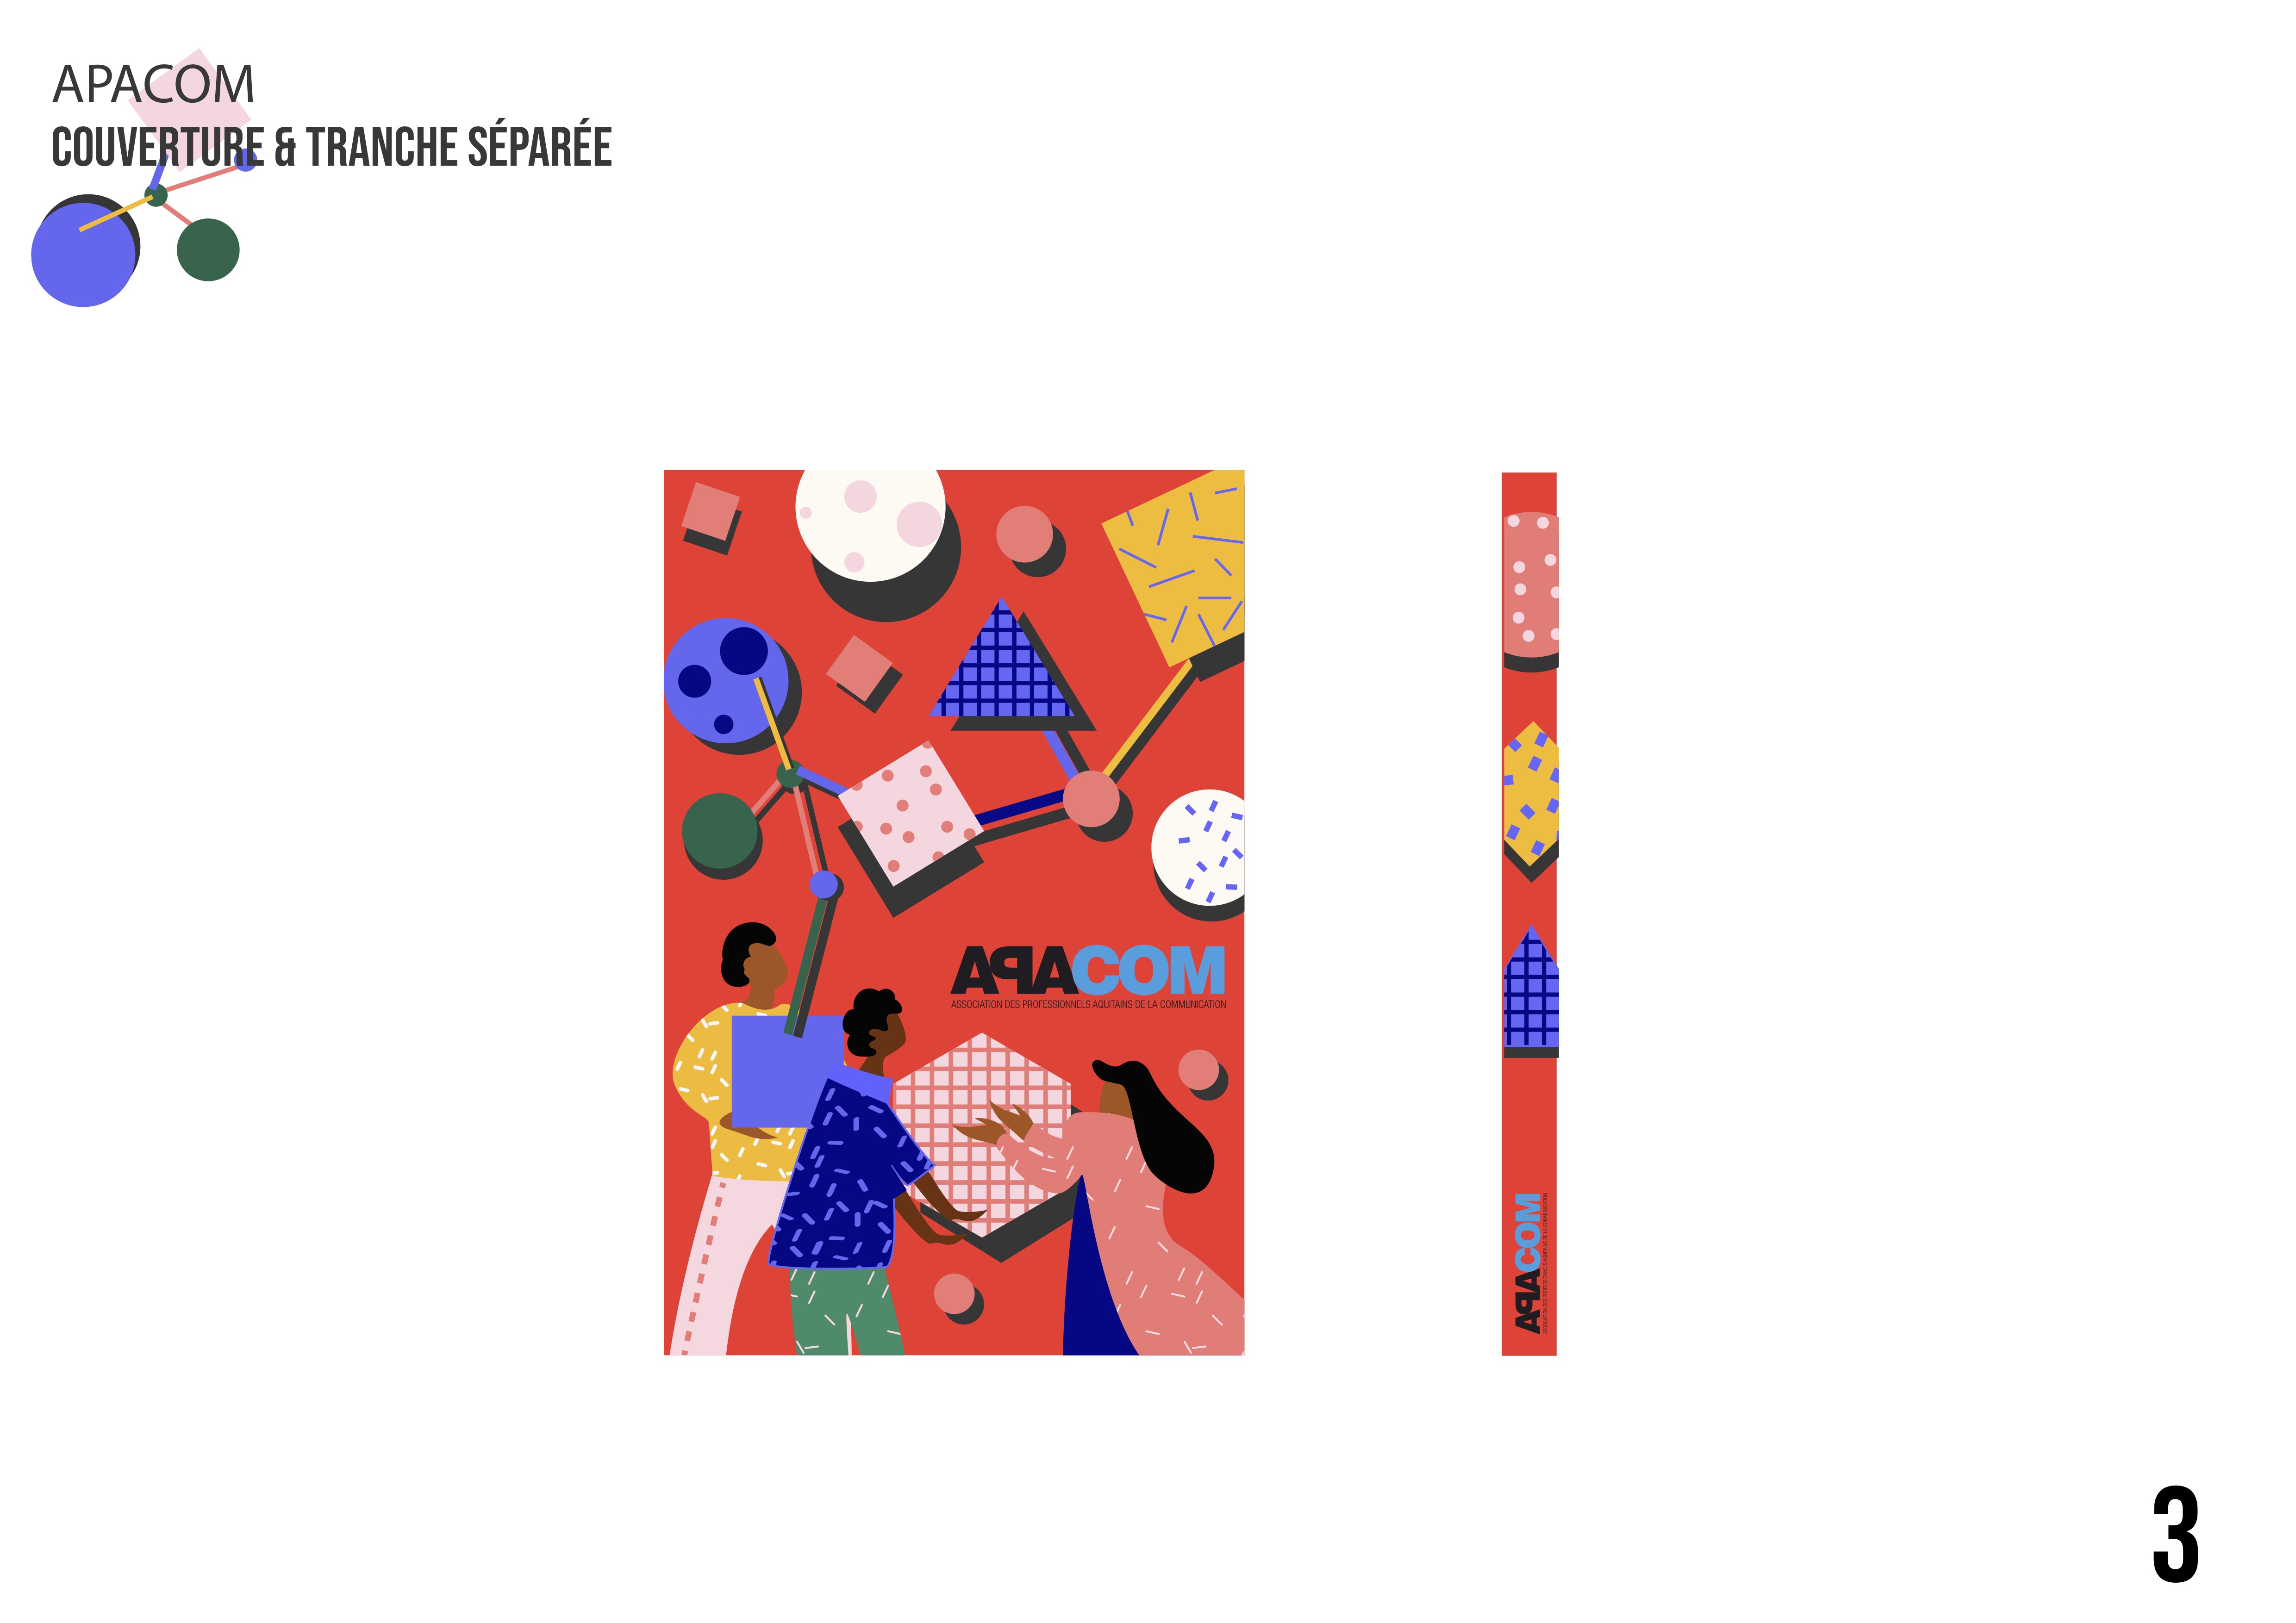 APACOM
COUVERTURE & TRANCHE SÉPARÉE
APACOM
ASSOCIATION DES PROFESSIONNELS AQUITAINS DE LA COMMUNICATION
APACOM
ASSOCIATION DES PROFESSIONNELS AQUITAINS DE LA COMMUNICATION
3